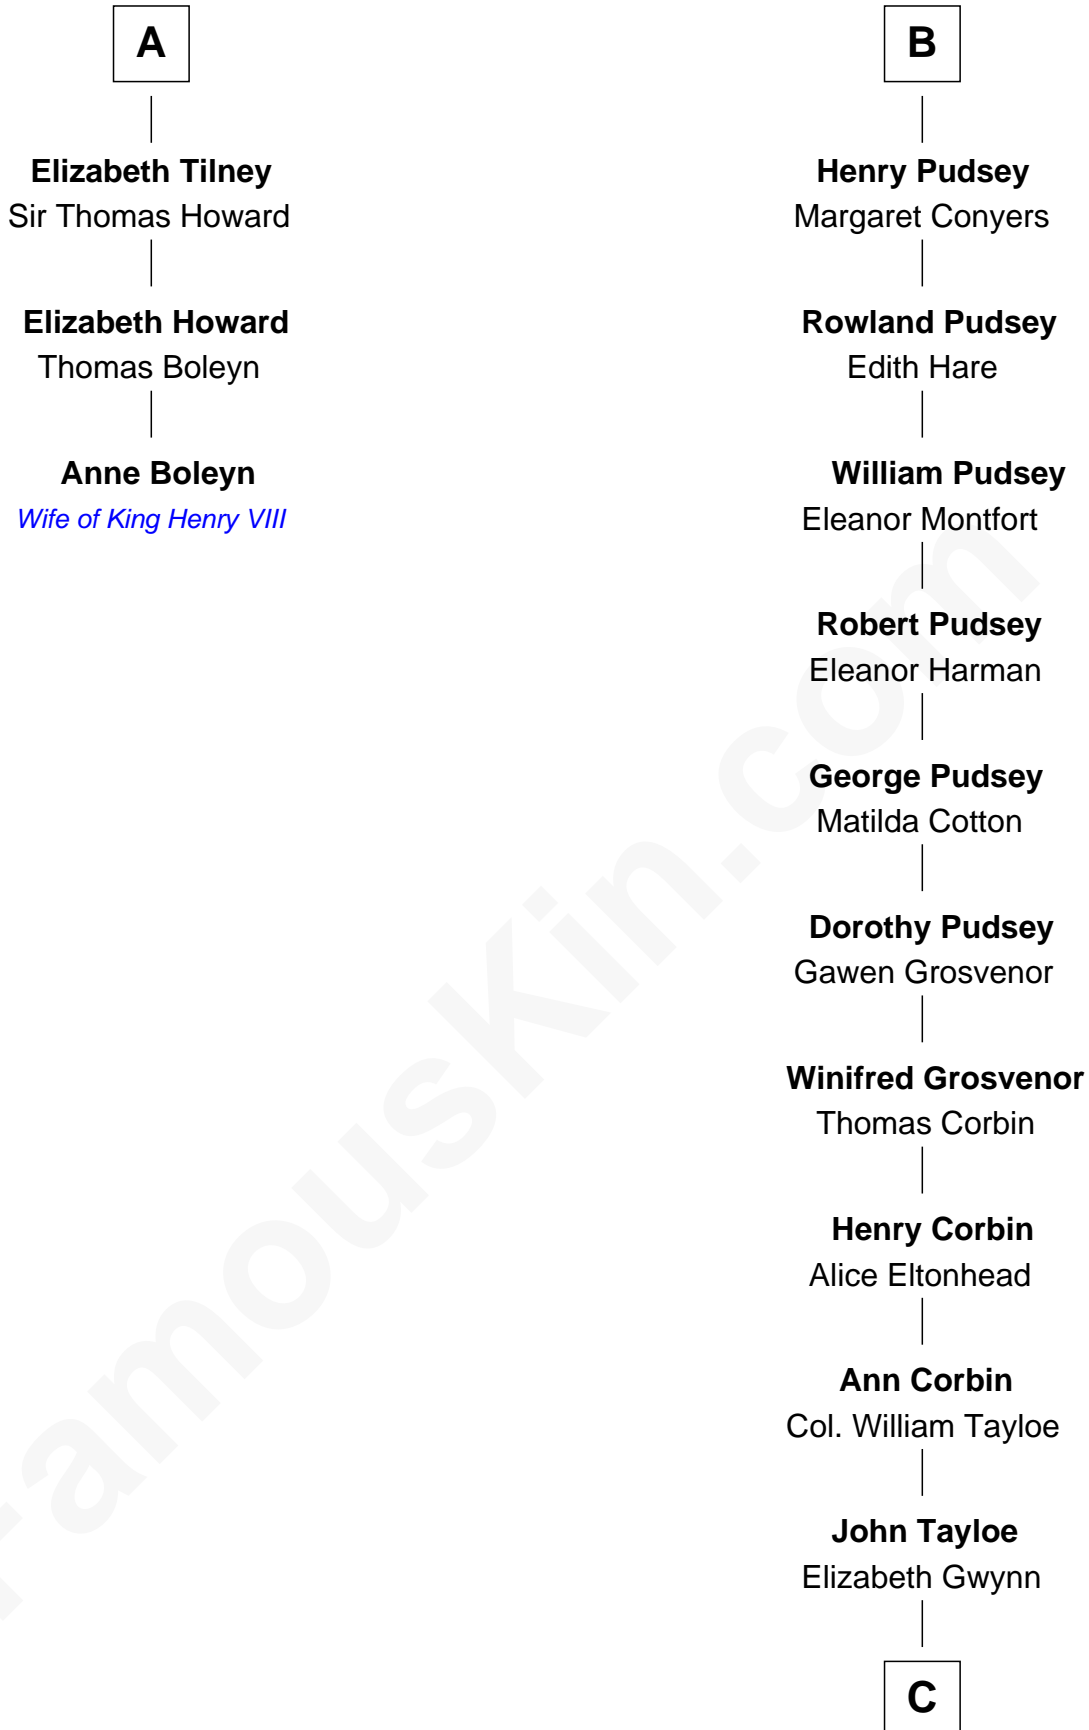 A
Elizabeth Tilney
Sir Thomas Howard
Elizabeth Howard
Thomas Boleyn
Anne Boleyn
Wife of King Henry VIII
B
Henry Pudsey
Margaret Conyers
Rowland Pudsey
Edith Hare
William Pudsey
Eleanor Montfort
Robert Pudsey
Eleanor Harman
George Pudsey
Matilda Cotton
Dorothy Pudsey
Gawen Grosvenor
Winifred Grosvenor
Thomas Corbin
Henry Corbin
Alice Eltonhead
Ann Corbin
Col. William Tayloe
John Tayloe
Elizabeth Gwynn
C
FamousKin.com